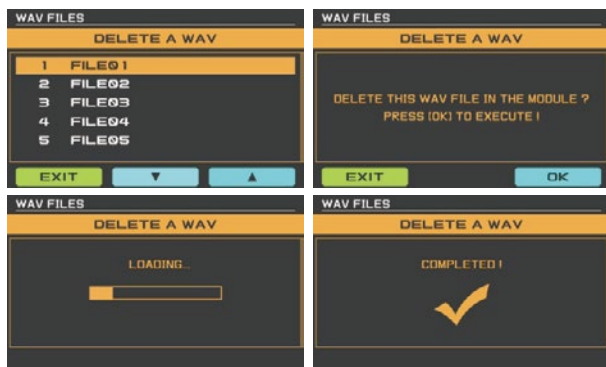 WAV FILES
DELETE A WAV
1 FILE01
2 FILE02
3 FILE03
4 FILE04
5 FILE05
EXIT ▼ ▲
WAV FILES
DELETE A WAV
DELETE THIS WAV FILE IN THE MODULE ?
PRESS [OK] TO EXECUTE !
EXIT OK
WAV FILES
DELETE A WAV
LOADING...
WAV FILES
DELETE A WAV
COMPLETED !